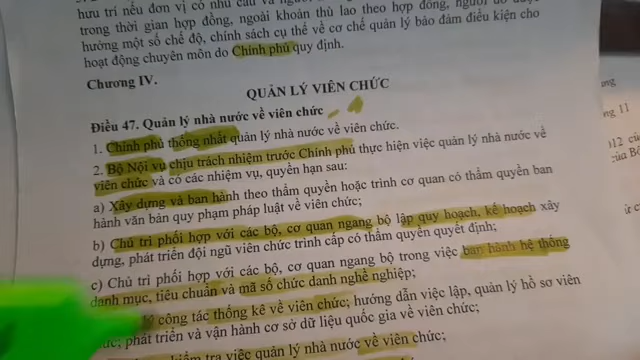 hưu trí nếu đơn vị có nhu cầu và
trong thời gian hợp đồng, ngoài khoản thù lao theo hợp đồng, người
hưởng một số chế độ, chính sách cụ thể về cơ chế quản lý bảo đảm điều kiện cho
hoạt động chuyên môn do Chính phủ quy định.
Chương IV.
QUẢN LÝ VIÊN CHỨC
Điều 47. Quản lý nhà nước về viên chức
1. Chính phủ thống nhất quản lý nhà nước về viên chức.
2. Bộ Nội vụ chịu trách nhiệm trước Chính phủ thực hiện việc quản lý nhà nước về
viên chức và có các nhiệm vụ, quyền hạn sau:
a) Xây dựng và ban hành theo thẩm quyền hoặc trình cơ quan có thẩm quyền ban
hành văn bản quy phạm pháp luật về viên chức;
b) Chủ trì phối hợp với các bộ, cơ quan ngang bộ lập quy hoạch, kế hoạch xây
dựng, phát triển đội ngũ viên chức trình cấp có thẩm quyền quyết định;
c) Chủ trì phối hợp với các bộ, cơ quan ngang bộ trong việc ban hành hệ thống
danh mục, tiêu chuẩn và mã số chức danh nghề nghiệp;
công tác thống kê về viên chức; hướng dẫn việc lập, quản lý hồ sơ viên
phát triển và vận hành cơ sở dữ liệu quốc gia về viên chức;
tra việc quản lý nhà nước về viên chức;
ng 11
của Bộ